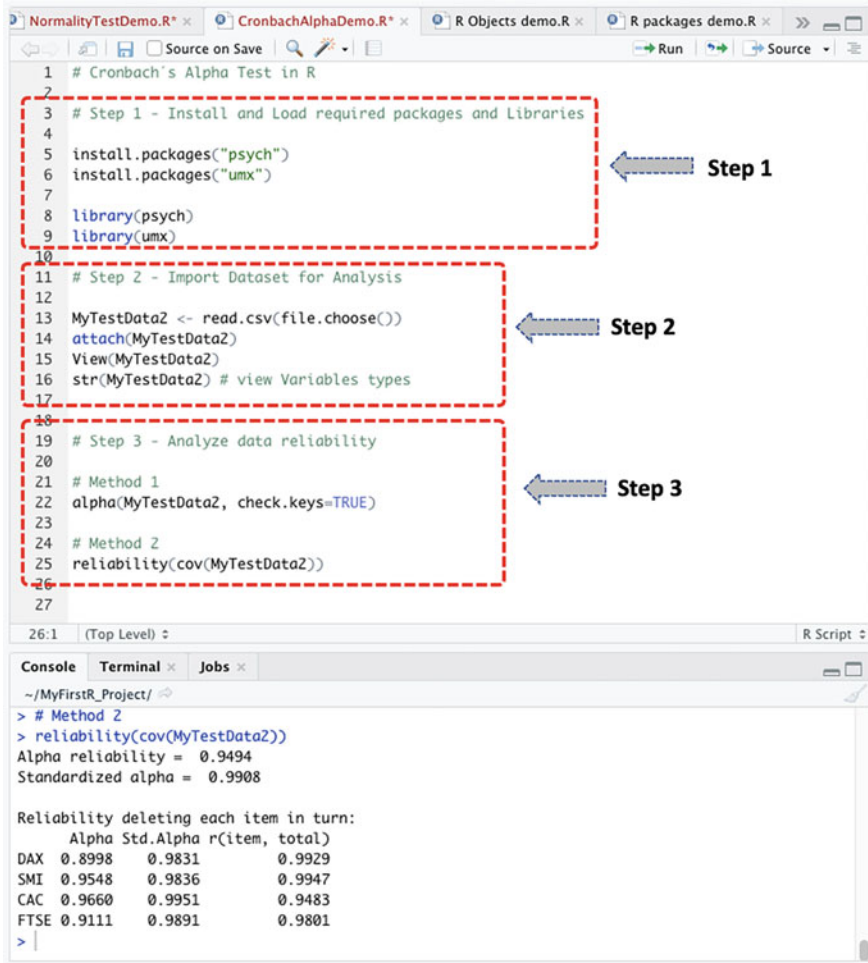 NormalityTestDemo.R*
CronbachAlphaDemo.R*
R Objects demo.R
R packages demo.R
Source on Save
Run
Source
1 # Cronbach`s Alpha Test in R
2
3 # Step 1 - Install and Load required packages and Libraries
4
5 install.packages("psych")
6 install.packages("umx")
7
8 library(psych)
9 library(umx)
10
Step 1
11 # Step 2 - Import Dataset for Analysis
12
13 MyTestData2 <- read.csv(file.choose())
14 attach(MyTestData2)
15 View(MyTestData2)
16 str(MyTestData2) # view Variables types
17
Step 2
18
19 # Step 3 - Analyze data reliability
20
21 # Method 1
22 alpha(MyTestData2, check.keys=TRUE)
23
24 # Method 2
25 reliability(cov(MyTestData2))
26
Step 3
27
26:1 (Top Level) R Script
Console Terminal Jobs
~/MyFirstR_Project/
> # Method 2
> reliability(cov(MyTestData2))
Alpha reliability = 0.9494
Standardized alpha = 0.9908
Reliability deleting each item in turn:
Alpha Std.Alpha r(item, total)
DAX 0.8998 0.9831 0.9929
SMI 0.9548 0.9836 0.9947
CAC 0.9660 0.9951 0.9483
FTSE 0.9111 0.9891 0.9801
>